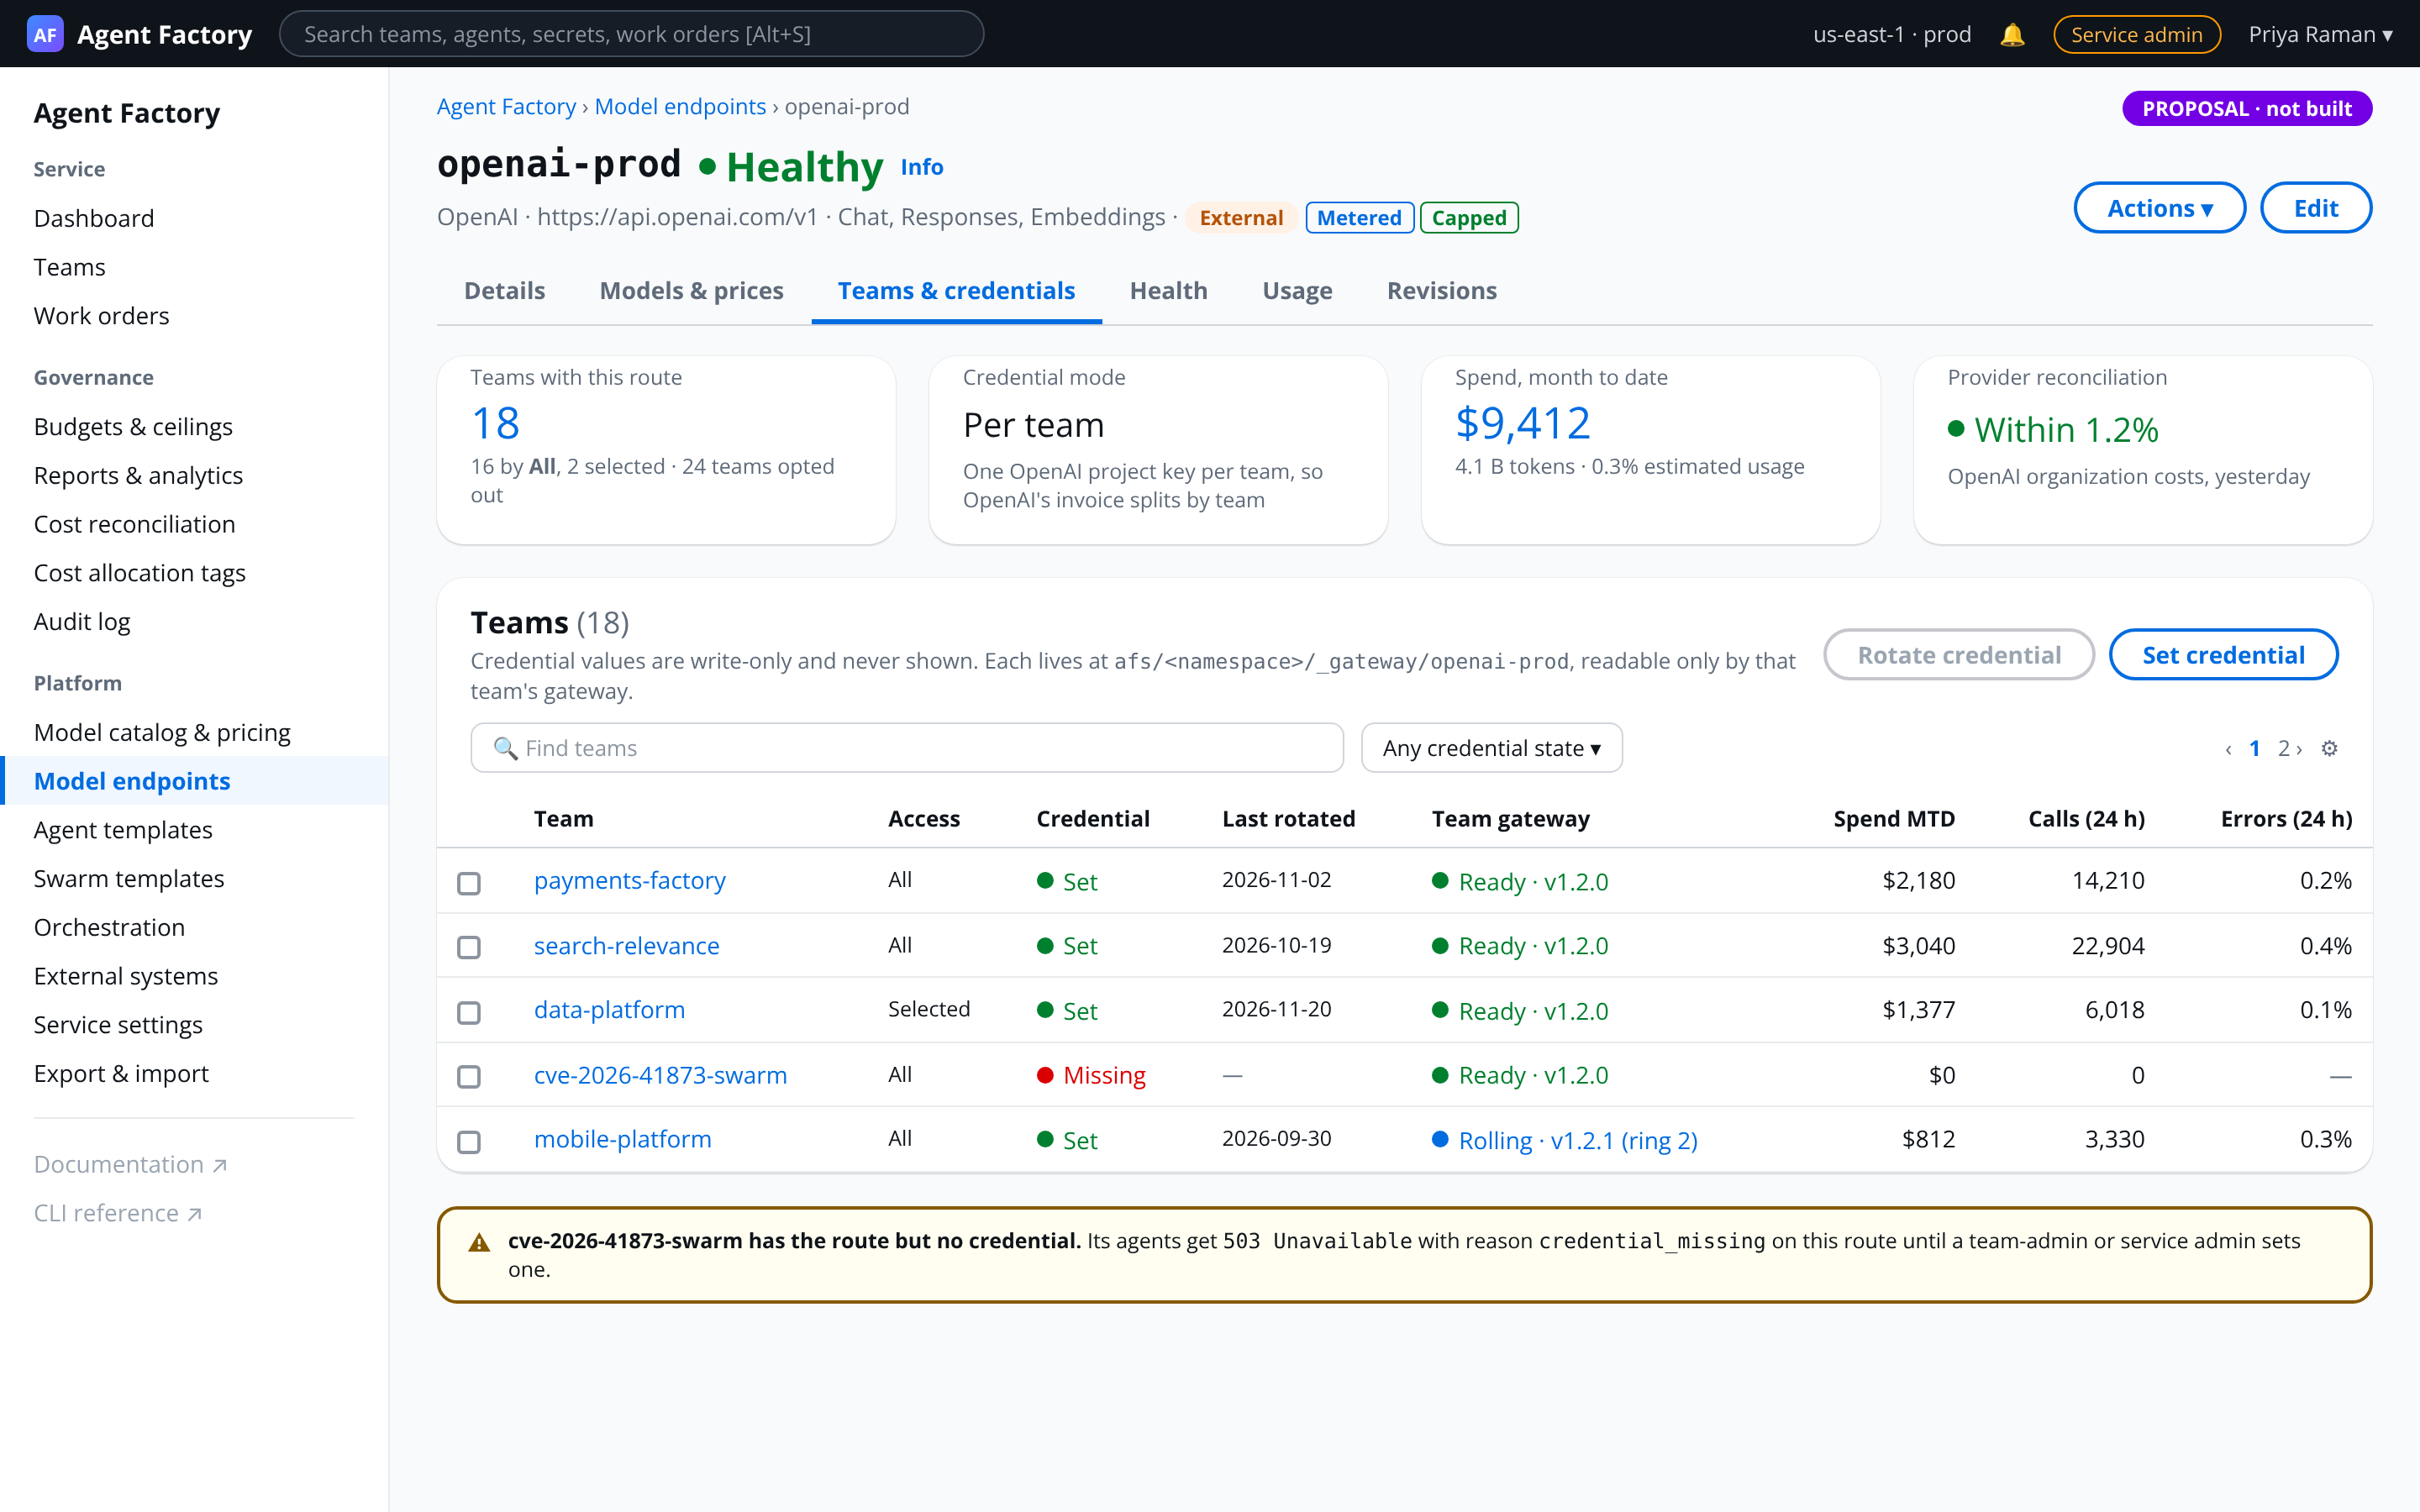 AF Agent Factory Search teams, agents, secrets, work orders [Alt+S] us-east-1 · prod 🔔 Service admin Priya Raman ▾
Agent Factory
Service
Dashboard
Teams
Work orders
Governance
Budgets & ceilings
Reports & analytics
Cost reconciliation
Cost allocation tags
Audit log
Platform
Model catalog & pricing
Model endpoints
Agent templates
Swarm templates
Orchestration
External systems
Service settings
Export & import
Documentation ↗
CLI reference ↗
Agent Factory › Model endpoints › openai-prod
PROPOSAL · not built
openai-prod ● Healthy Info
OpenAI · https://api.openai.com/v1 · Chat, Responses, Embeddings · External Metered Capped
Actions ▾ Edit
Details Models & prices Teams & credentials Health Usage Revisions
Teams with this route
18
16 by All, 2 selected · 24 teams opted
out
Credential mode
Per team
One OpenAI project key per team, so
OpenAI's invoice splits by team
Spend, month to date
$9,412
4.1 B tokens · 0.3% estimated usage
Provider reconciliation
● Within 1.2%
OpenAI organization costs, yesterday
Teams (18)
Credential values are write-only and never shown. Each lives at afs/<namespace>/_gateway/openai-prod, readable only by that
team's gateway.
Rotate credential Set credential
🔍 Find teams Any credential state ▾ ‹ 1 2 › ⚙
Team Access Credential Last rotated Team gateway Spend MTD Calls (24 h) Errors (24 h)
payments-factory All ● Set 2026-11-02 ● Ready · v1.2.0 $2,180 14,210 0.2%
search-relevance All ● Set 2026-10-19 ● Ready · v1.2.0 $3,040 22,904 0.4%
data-platform Selected ● Set 2026-11-20 ● Ready · v1.2.0 $1,377 6,018 0.1%
cve-2026-41873-swarm All ● Missing — ● Ready · v1.2.0 $0 0 —
mobile-platform All ● Set 2026-09-30 ● Rolling · v1.2.1 (ring 2) $812 3,330 0.3%
⚠ cve-2026-41873-swarm has the route but no credential. Its agents get 503 Unavailable with reason credential_missing on this route until a team-admin or service admin sets
one.